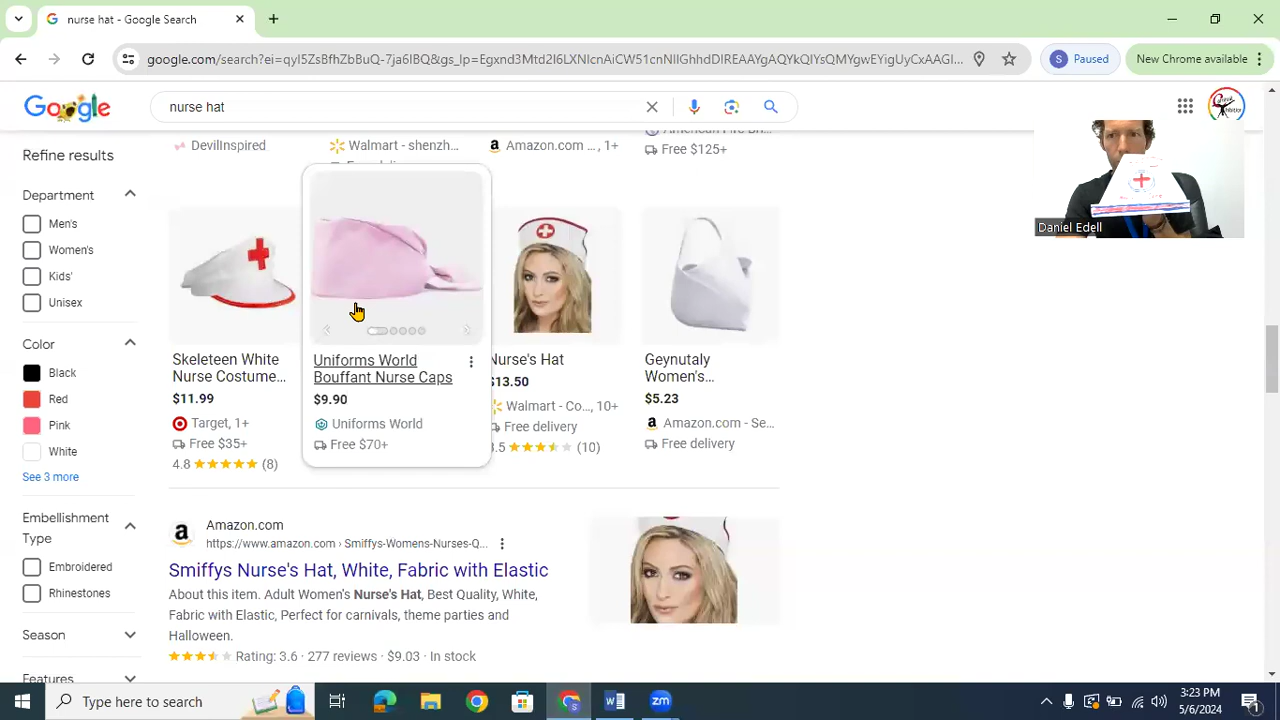 nurse hat - Google Search
google.com/search?ei=qyI5ZsBfhZbRuQ-7ja6lBQ&gs_lp=Egxnd3Mtd2l6LXNlcnAiCW51cnNlIGhhdDIREAAYgAQYkQIYsQMYgwEYigUyCxAAGI...
S Paused
New Chrome available
Google
nurse hat
Refine results
Department
Men's
Women's
Kids'
Unisex
Color
Black
Red
Pink
White
See 3 more
Embellishment
Type
Embroidered
Rhinestones
Season
Features
DevilInspired
Walmart - shenzh...
Amazon.com ..., 1+
Free $125+
Skeleteen White
Nurse Costume...
$11.99
Target, 1+
Free $35+
4.8 (8)
Uniforms World
Bouffant Nurse Caps
$9.90
Uniforms World
Free $70+
Nurse's Hat
$13.50
Walmart - Co..., 10+
Free delivery
3.5 (10)
Geynutaly
Women's...
$5.23
Amazon.com - Se...
Free delivery
Amazon.com
https://www.amazon.com › Smiffys-Womens-Nurses-Q...
Smiffys Nurse's Hat, White, Fabric with Elastic
About this item. Adult Women's Nurse's Hat, Best Quality, White,
Fabric with Elastic, Perfect for carnivals, theme parties and
Halloween.
Rating: 3.6 · 277 reviews · $9.03 · In stock
Daniel Edell
Type here to search
3:23 PM
5/6/2024